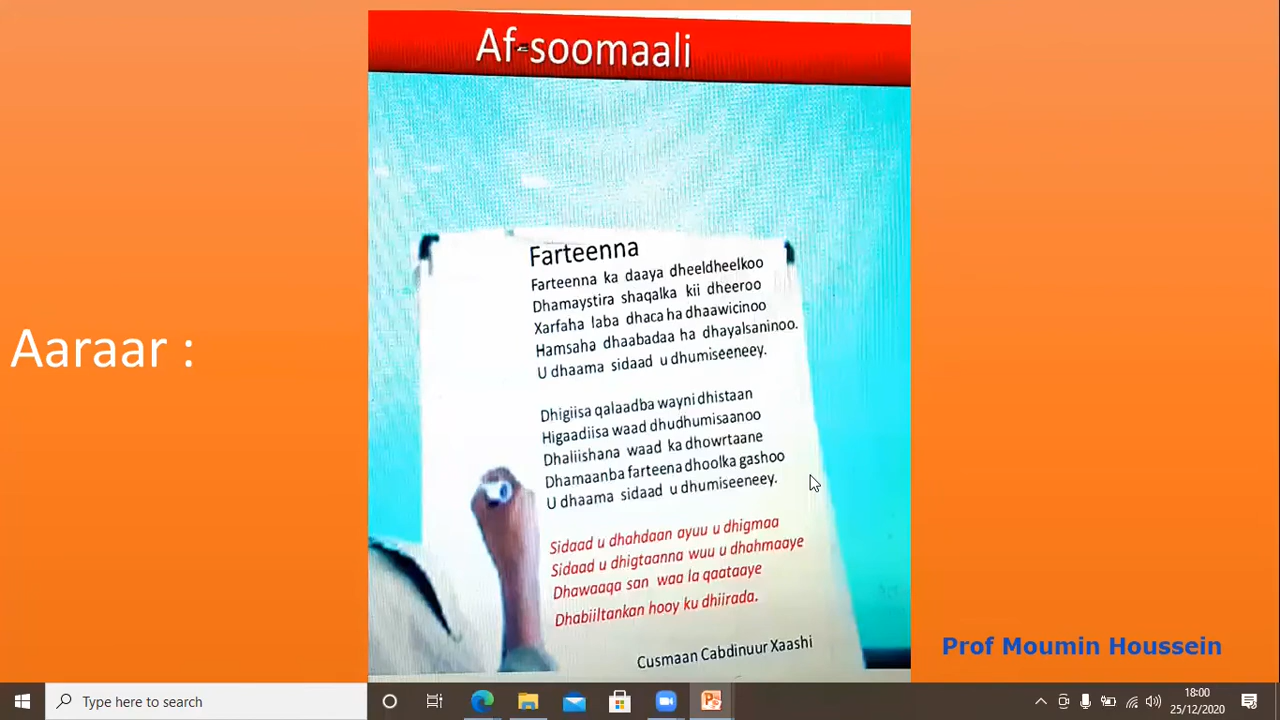 Af-soomaali
Farteenna
Farteenna ka daaya dheeldheelkoo
Dhamaystira shaqalka kii dheeroo
Xarfaha laba dhaca ha dhaawicinoo
Hamsaha dhaabadaa ha dhayalsaninoo.
U dhaama sidaad u dhumiseeneey.
Dhigiisa qalaadba wayni dhistaan
Higaadiisa waad dhudhumisaanoo
Dhaliishana waad ka dhowrtaane
Dhamaanba farteena dhoolka gashoo
U dhaama sidaad u dhumiseeneey.
Sidaad u dhahdaan ayuu u dhigmaa
Sidaad u dhigtaanna wuu u dhahmaaye
Dhawaaqa san waa la qaataaye
Dhabiiltankan hooy ku dhiirada.
Cusmaan Cabdinuur Xaashi
Aaraar :
Prof Moumin Houssein
Type here to search
18:00
25/12/2020